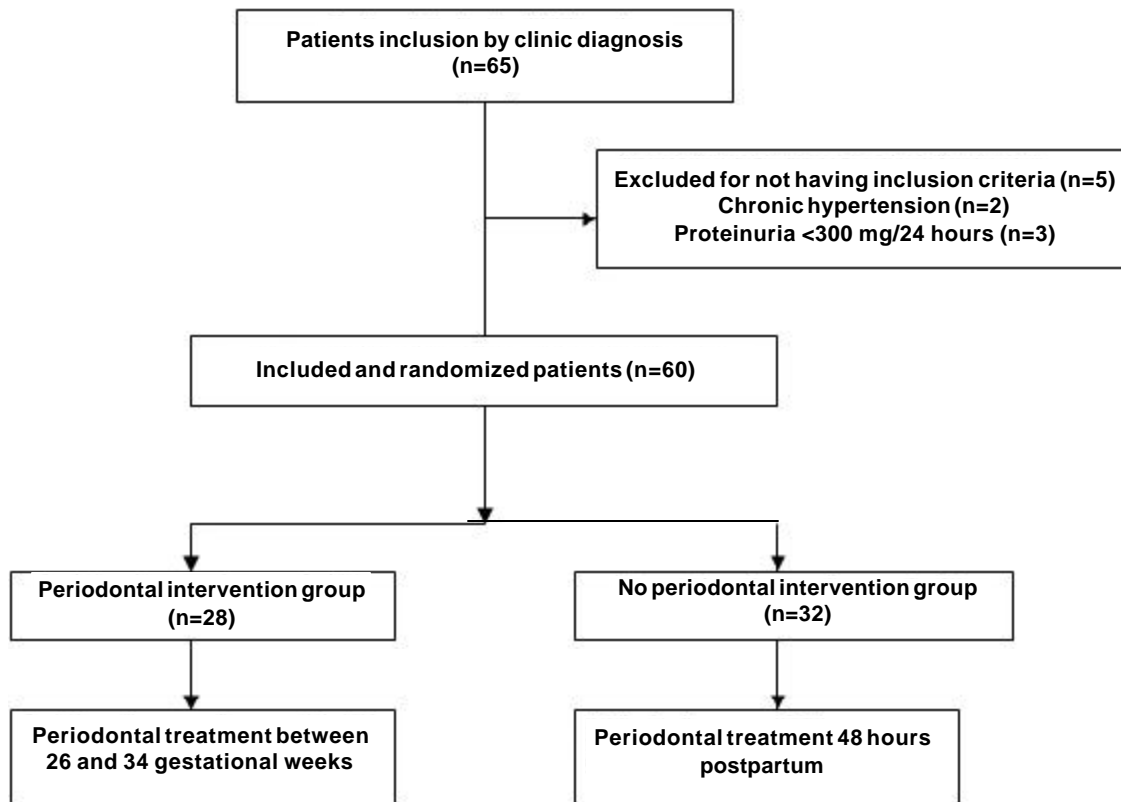 Patients inclusion by clinic diagnosis
(n=65)
Excluded for not having inclusion criteria (n=5)
Chronic hypertension (n=2)
Proteinuria <300 mg/24 hours (n=3)
Included and randomized patients (n=60)
Periodontal intervention group
(n=28)
No periodontal intervention group
(n=32)
Periodontal treatment between
26 and 34 gestational weeks
Periodontal treatment 48 hours
postpartum